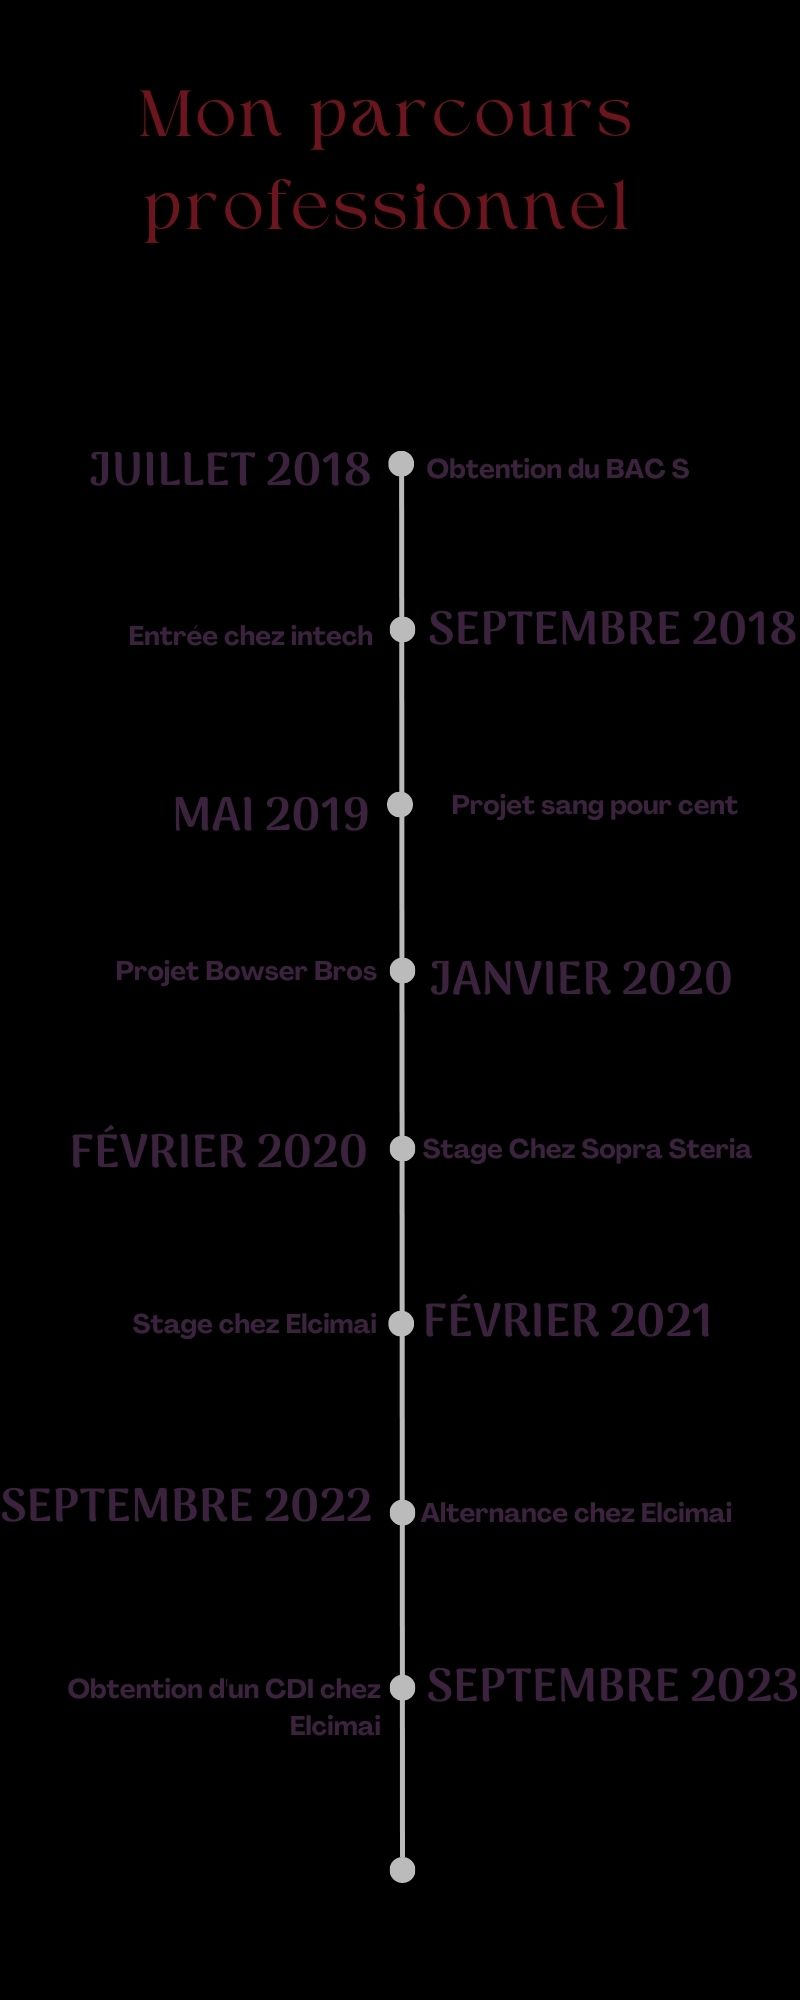 Mon parcours
professionnel
JUILLET 2018
Obtention du BAC S
Entrée chez intech
SEPTEMBRE 2018
MAI 2019
Projet sang pour cent
Projet Bowser Bros
JANVIER 2020
FÉVRIER 2020
Stage Chez Sopra Steria
Stage chez Elcimai
FÉVRIER 2021
SEPTEMBRE 2022
Alternance chez Elcimai
Obtention d'un CDI chez
Elcimai
SEPTEMBRE 2023